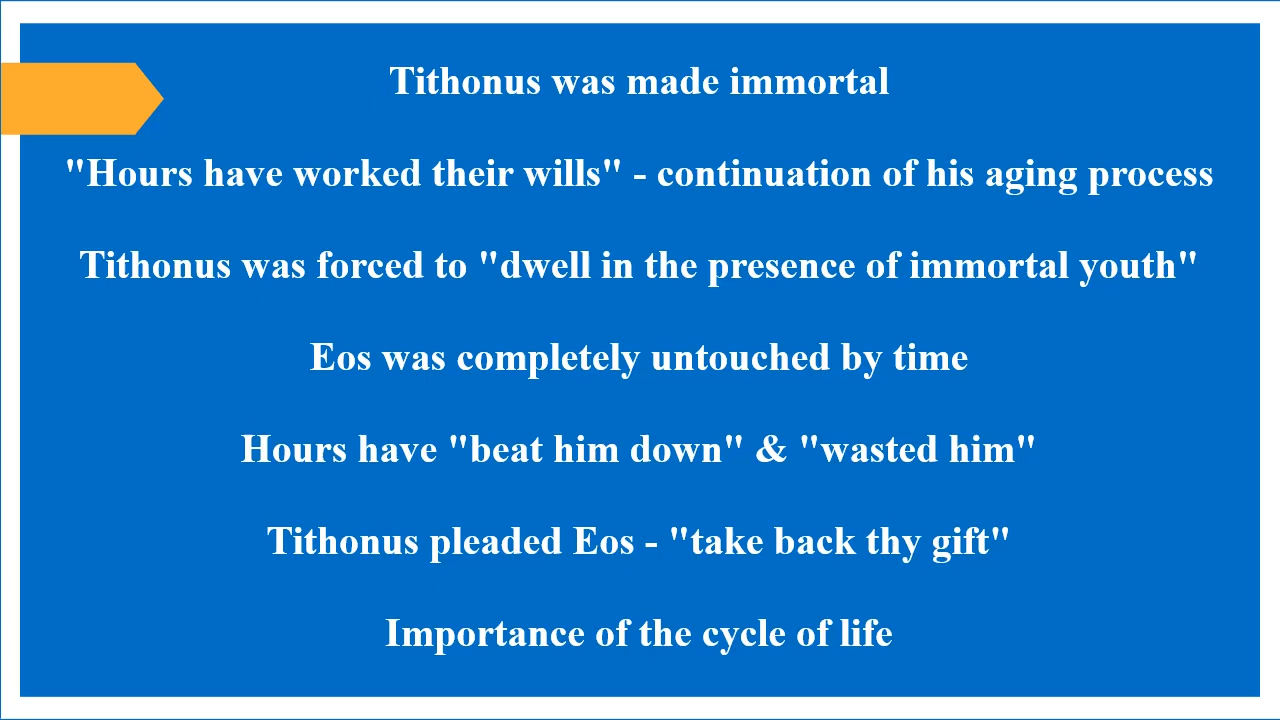 Tithonus was made immortal
"Hours have worked their wills" - continuation of his aging process
Tithonus was forced to "dwell in the presence of immortal youth"
Eos was completely untouched by time
Hours have "beat him down" & "wasted him"
Tithonus pleaded Eos - "take back thy gift"
Importance of the cycle of life